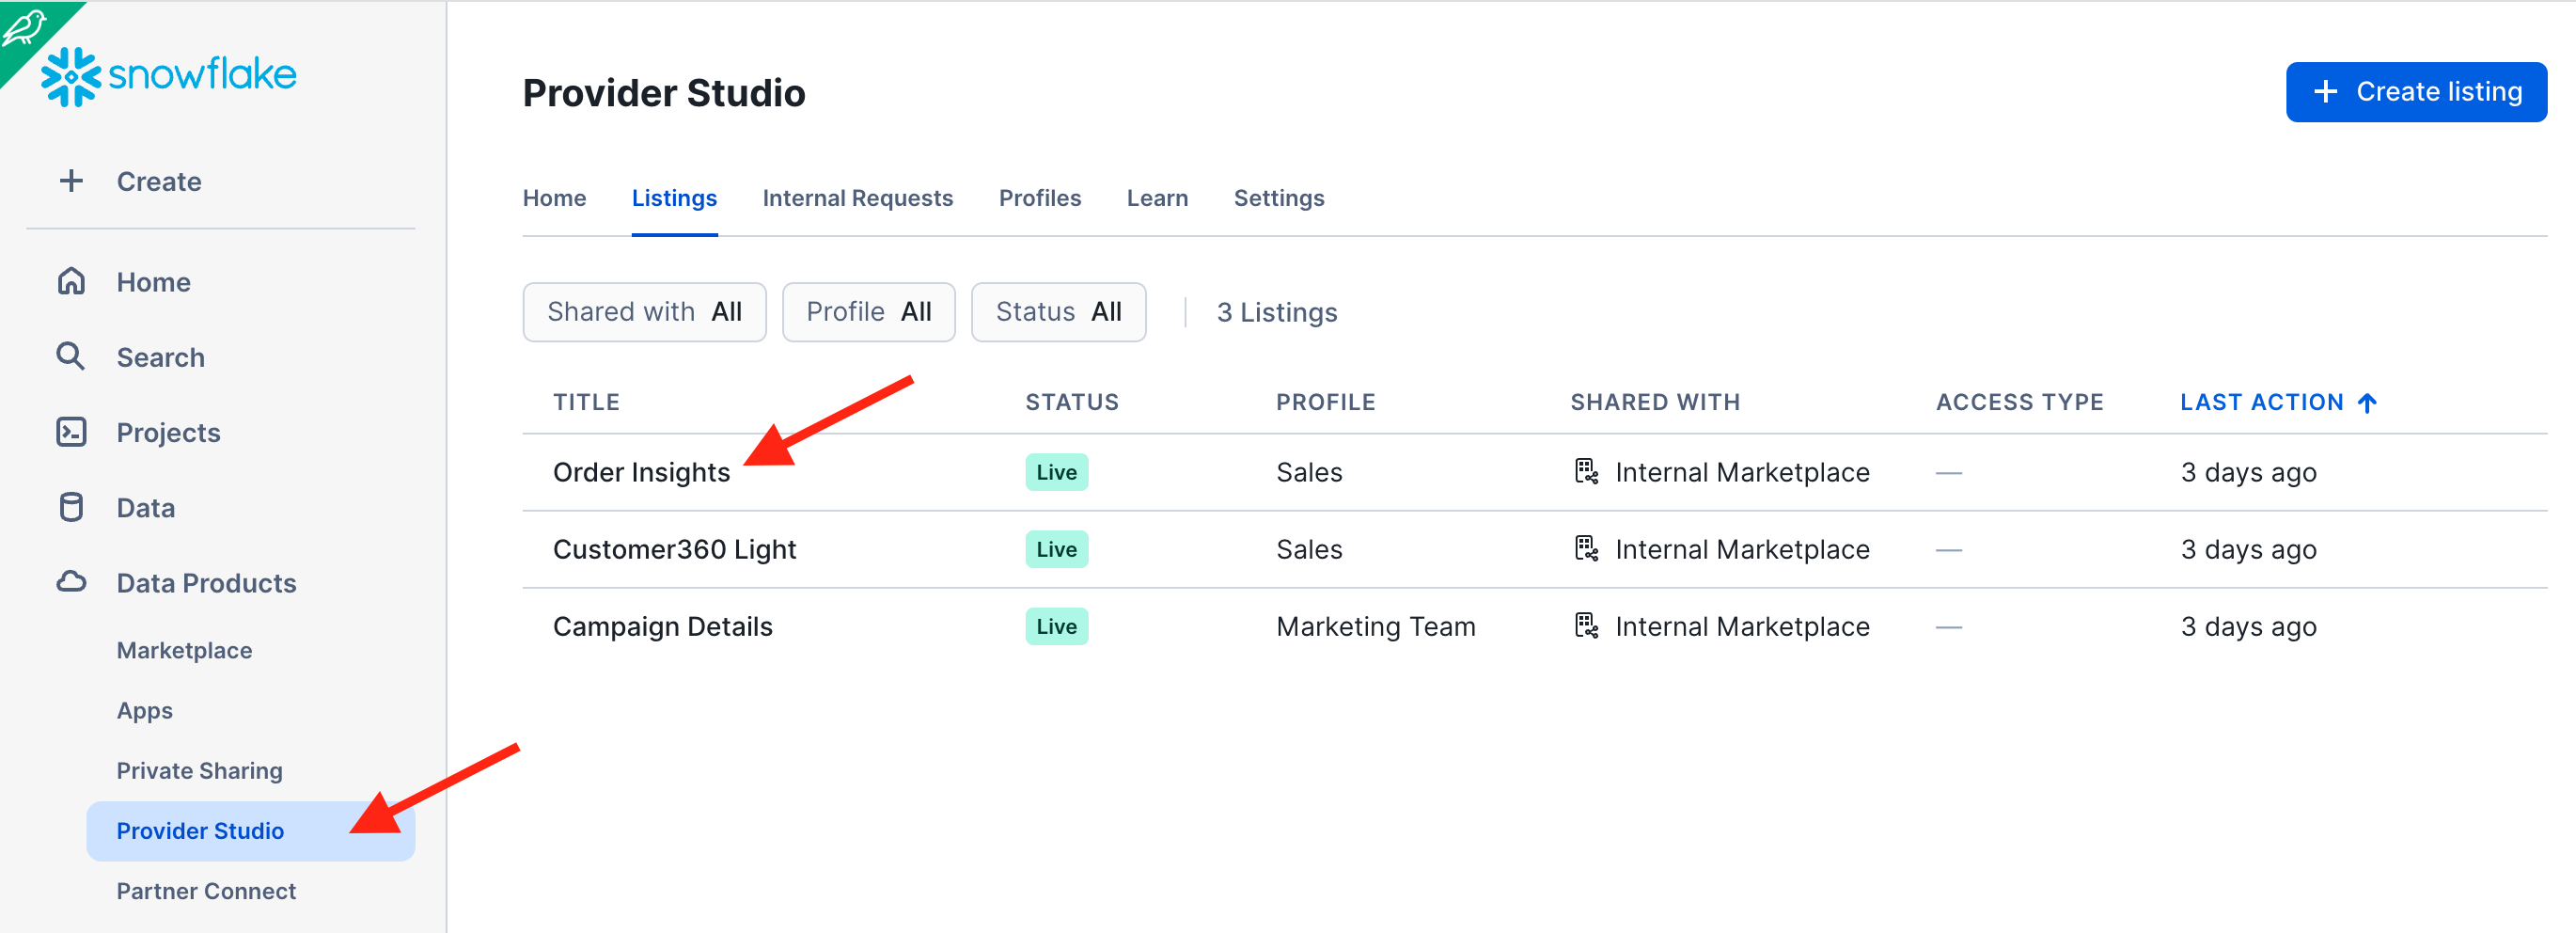 snowflake
Create
Home
Search
Projects
Data
Data Products
Marketplace
Apps
Private Sharing
Provider Studio
Partner Connect
Provider Studio
Create listing
Home Listings Internal Requests Profiles Learn Settings
Shared with All Profile All Status All 3 Listings
TITLE STATUS PROFILE SHARED WITH ACCESS TYPE LAST ACTION
Order Insights Live Sales Internal Marketplace — 3 days ago
Customer360 Light Live Sales Internal Marketplace — 3 days ago
Campaign Details Live Marketing Team Internal Marketplace — 3 days ago